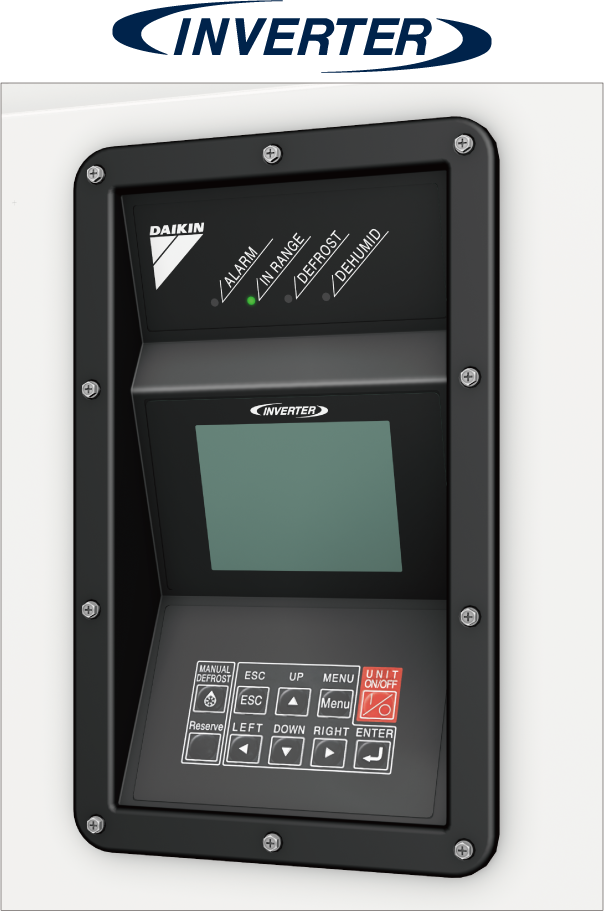 INVERTER
DAIKIN
ALARM
IN RANGE
DEFROST
DEHUMID
INVERTER
MANUAL
DEFROST
ESC
UP
MENU
UNIT
ON/OFF
ESC
Menu
Reserve
LEFT
DOWN
RIGHT
ENTER